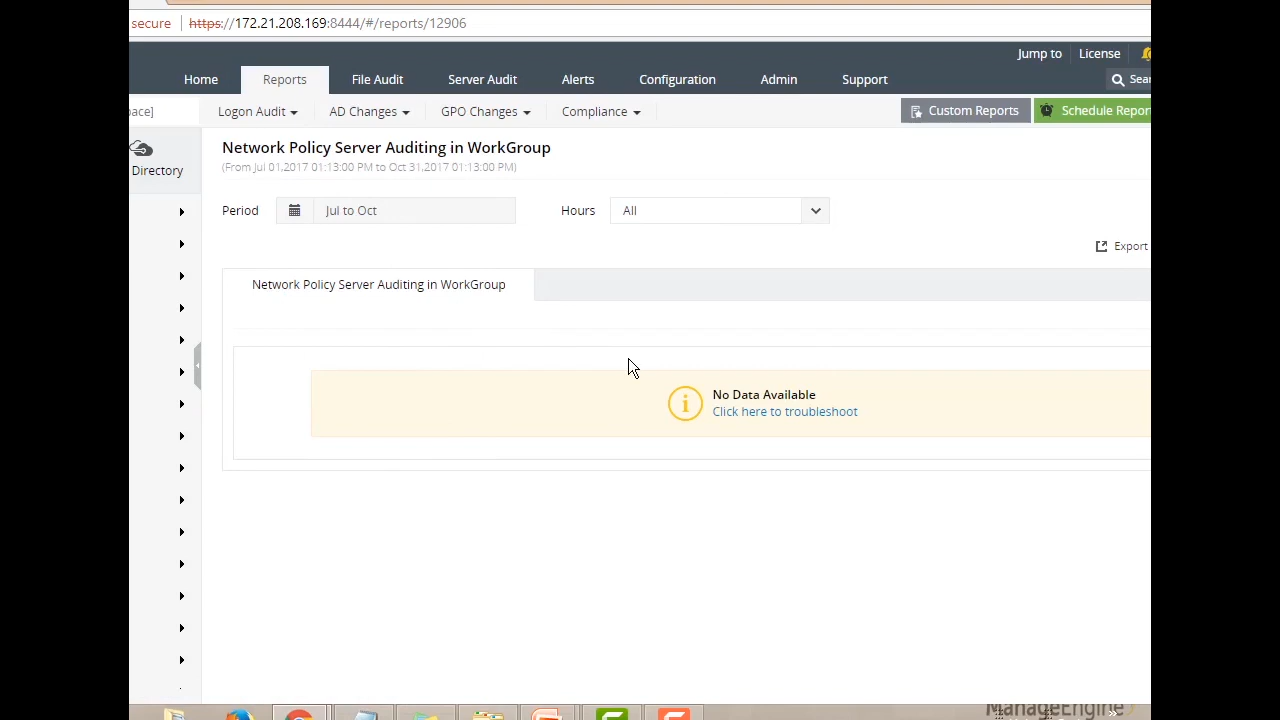 secure https://172.21.208.169:8444/#/reports/12906
Jump to License
Home Reports File Audit Server Audit Alerts Configuration Admin Support Sear
pace] Logon Audit AD Changes GPO Changes Compliance Custom Reports Schedule Repor
Directory
Network Policy Server Auditing in WorkGroup
(From Jul 01,2017 01:13:00 PM to Oct 31,2017 01:13:00 PM)
Period Jul to Oct Hours All
Export
Network Policy Server Auditing in WorkGroup
No Data Available
Click here to troubleshoot
ManageEngine